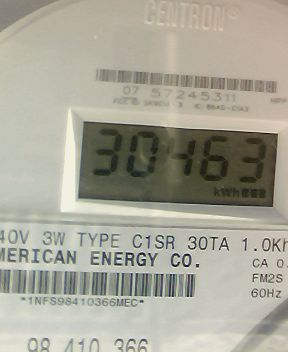 CENTRON®
07 57245311
30463
kWh
40V 3W TYPE C1SR 30TA 1.0Kh
MERICAN ENERGY CO.
CA 0.
*1NFS98410366MEC*
FM2S
60Hz
98 410 366